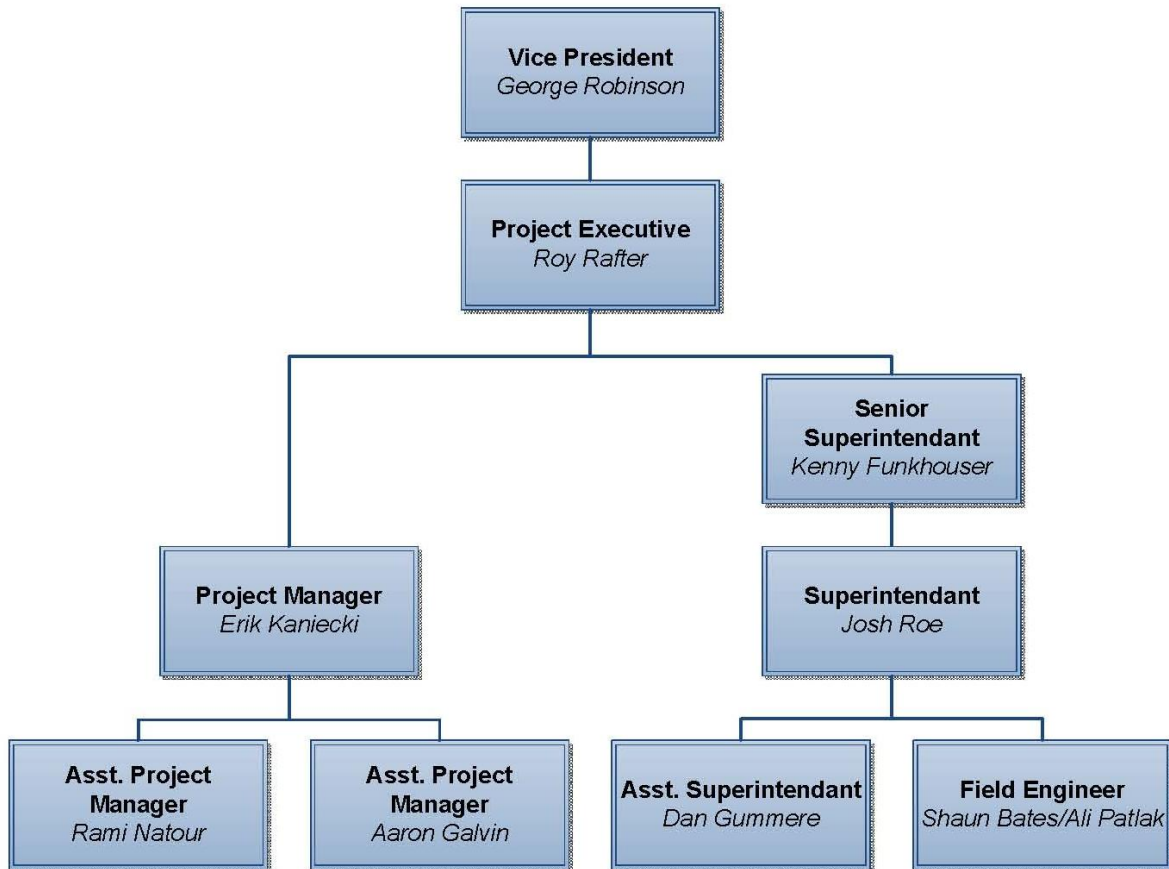 Vice President
George Robinson
Project Executive
Roy Rafter
Senior
Superintendant
Kenny Funkhouser
Project Manager
Erik Kaniecki
Superintendant
Josh Roe
Asst. Project
Manager
Rami Natour
Asst. Project
Manager
Aaron Galvin
Asst. Superintendant
Dan Gummere
Field Engineer
Shaun Bates/Ali Patlak